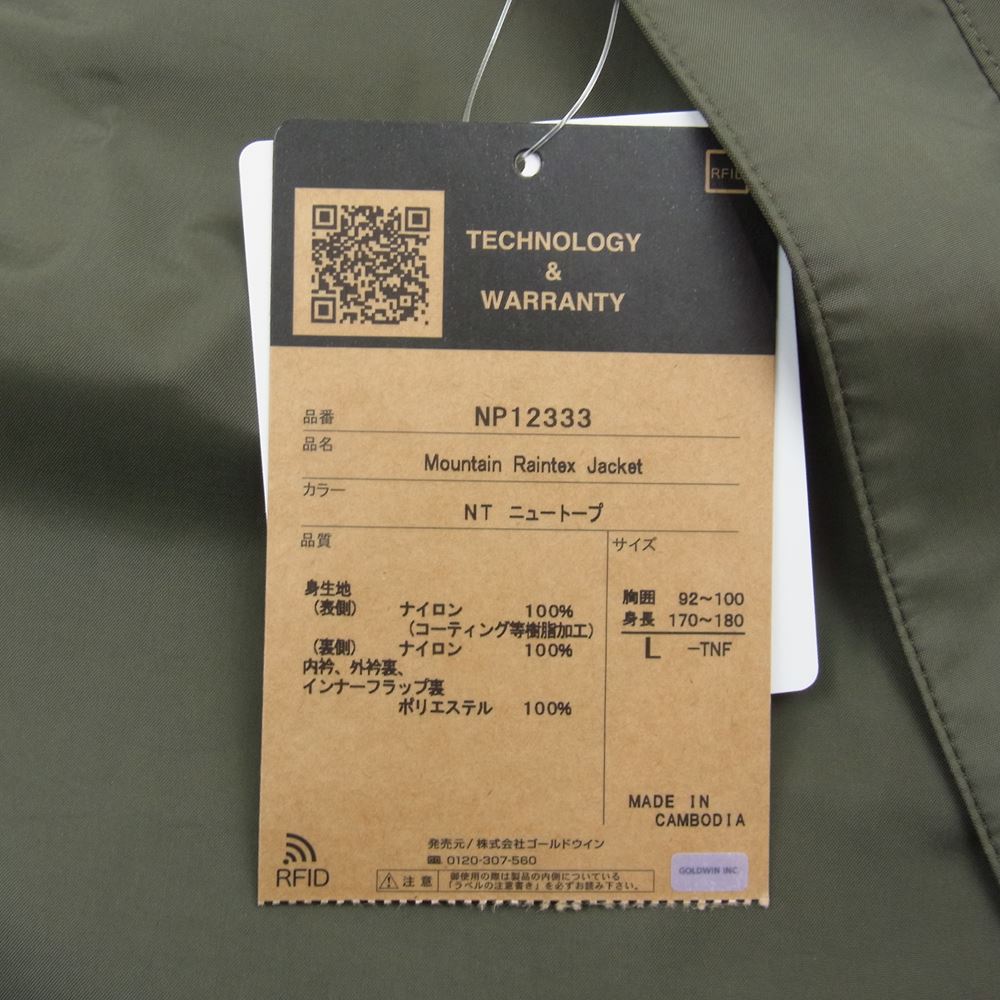 RFID
TECHNOLOGY
&
WARRANTY
品番 NP12333
品名
Mountain Raintex Jacket
カラー
NT ニュートープ
品質
身生地
(表側) ナイロン 100%
(コーティング等樹脂加工)
(裏側) ナイロン 100%
内衿、外衿裏、
インナーフラップ裏
ポリエステル 100%
サイズ
胸囲 92～100
身長 170～180
L -TNF
MADE IN
CAMBODIA
発売元/株式会社ゴールドウイン
0120-307-560
RFID
注意
御使用の際は製品の内側についている
「ラベルの注意書き」を必ずお読み下さい。
GOLDWIN INC.